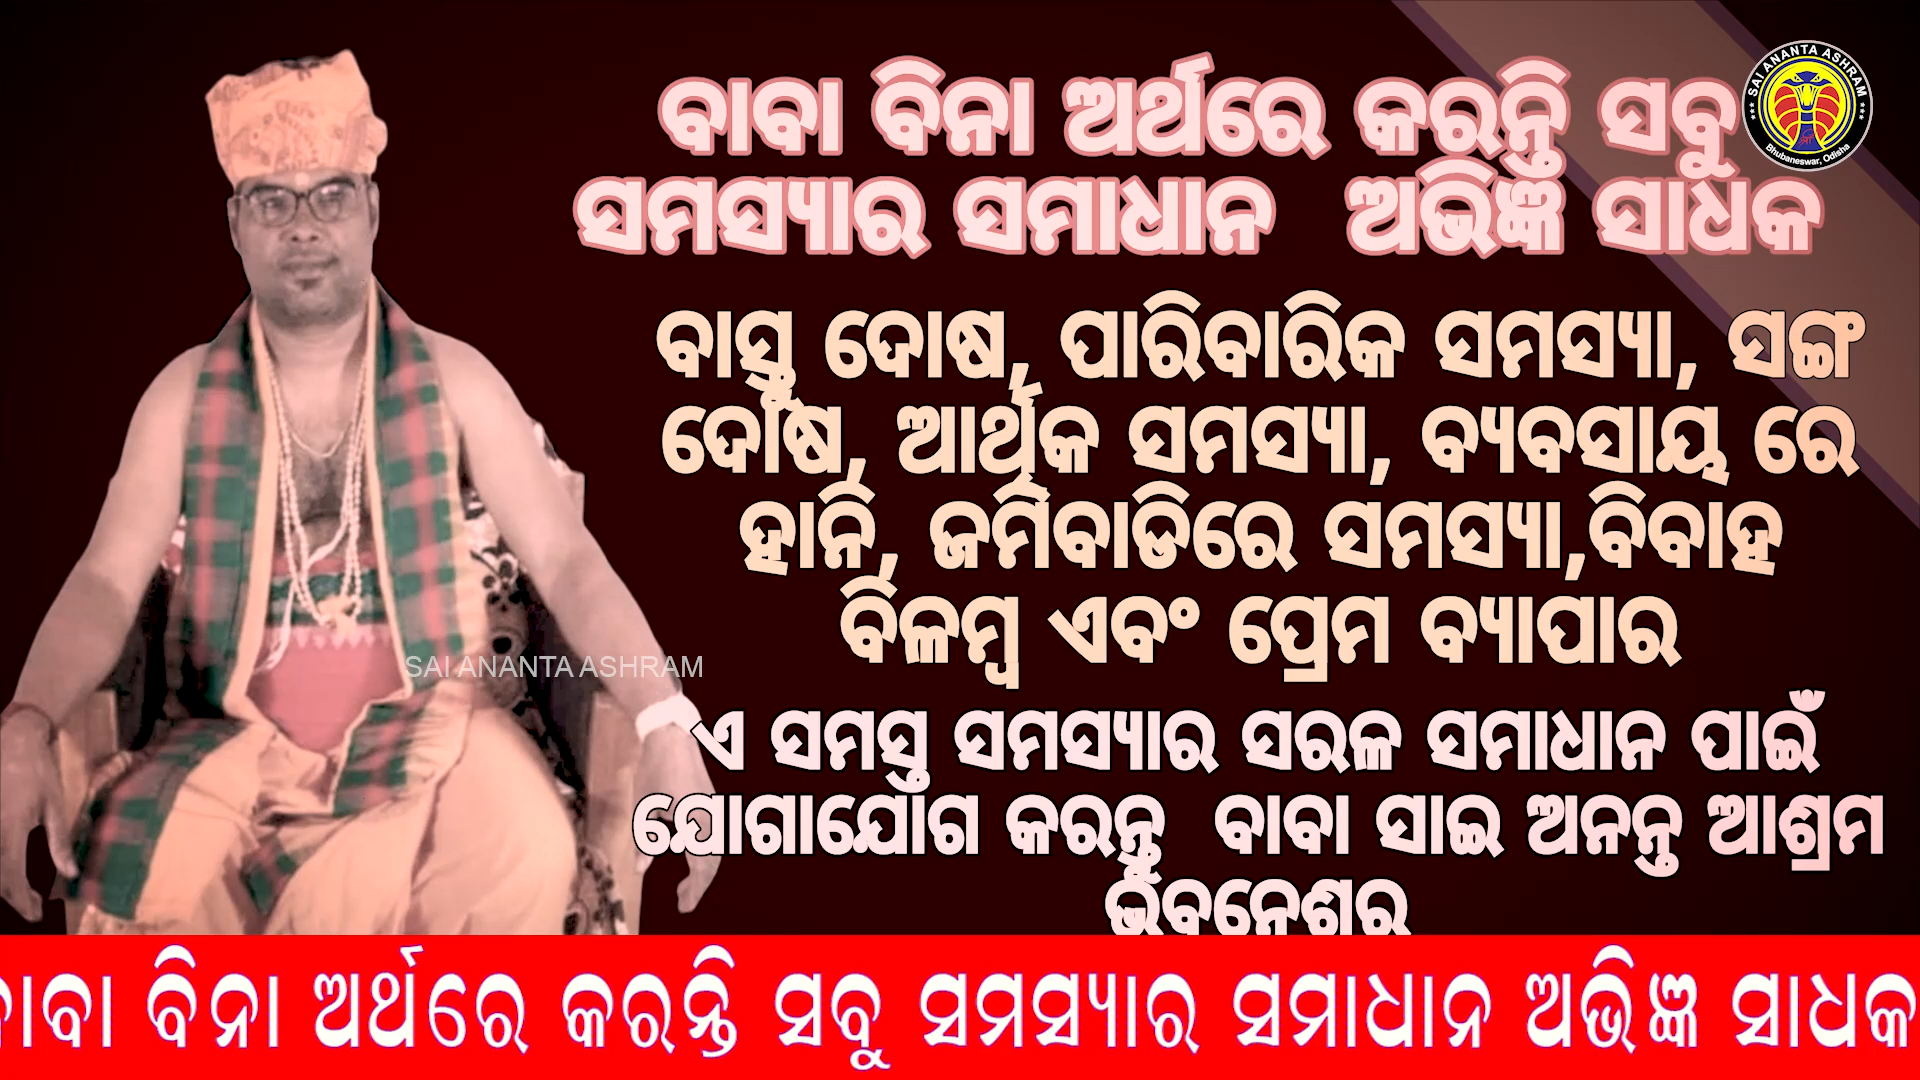 ବାବା ବିନା ଅର୍ଥରେ କରନ୍ତି ସବୁ
ସମସ୍ୟାର ସମାଧାନ ଅଭିଜ୍ଞ ସାଧକ
SAI ANANTA ASHRAM
Bhubaneswar, Odisha
ବାସ୍ତୁ ଦୋଷ, ପାରିବାରିକ ସମସ୍ୟା, ସଙ୍ଗ
ଦୋଷ, ଆର୍ଥିକ ସମସ୍ୟା, ବ୍ୟବସାୟ ରେ
ହାନି, ଜମିବାଡିରେ ସମସ୍ୟା,ବିବାହ
ବିଳମ୍ବ ଏବଂ ପ୍ରେମ ବ୍ୟାପାର
SAI ANANTA ASHRAM
ଏ ସମସ୍ତ ସମସ୍ୟାର ସରଳ ସମାଧାନ ପାଇଁ
ଯୋଗାଯୋଗ କରନ୍ତୁ ବାବା ସାଇ ଅନନ୍ତ ଆଶ୍ରମ
ଭୁବନେଶ୍ୱର
ବାବା ବିନା ଅର୍ଥରେ କରନ୍ତି ସବୁ ସମସ୍ୟାର ସମାଧାନ ଅଭିଜ୍ଞ ସାଧକ